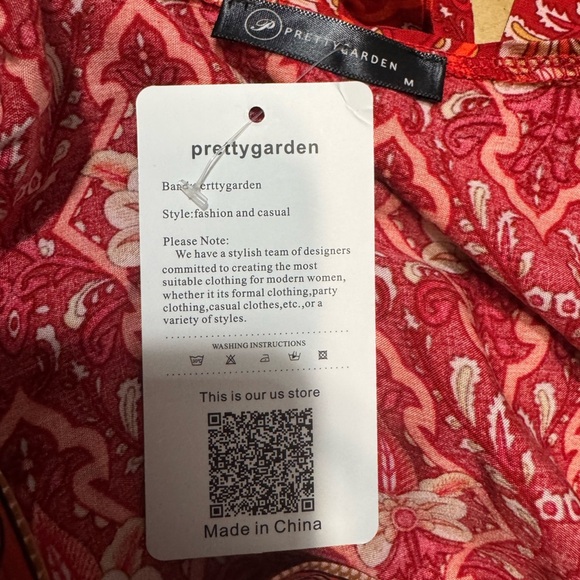 PRETTYGARDEN
M
prettygarden
Style:fashion and casual
Please Note:
We have a stylish team of designers
committed to creating the most
suitable clothing for modern women,
whether it its formal clothing,party
clothing,casual clothes,etc.,or a
variety of styles.
WASHING INSTRUCTIONS
This is our us store
Made in China